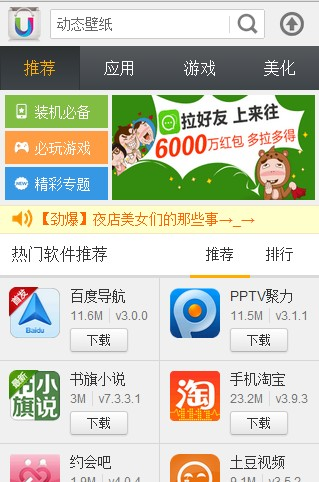 动态壁纸
推荐 应用 游戏 美化
装机必备
必玩游戏
NEW 精彩专题
拉好友 上来往
6000万红包 多拉多得
【劲爆】夜店美女们的那些事→_→
热门软件推荐 推荐 排行
首发
Baidu
百度导航
11.6M v3.0.0
下载
PPTV聚力
11.5M v3.1.1
下载
最新
书旗小说
3M v7.3.3.1
下载
淘
手机淘宝
23.2M v3.9.3
下载
约会吧
1.9M v4.0.4
土豆视频
9.1M v3.5.2